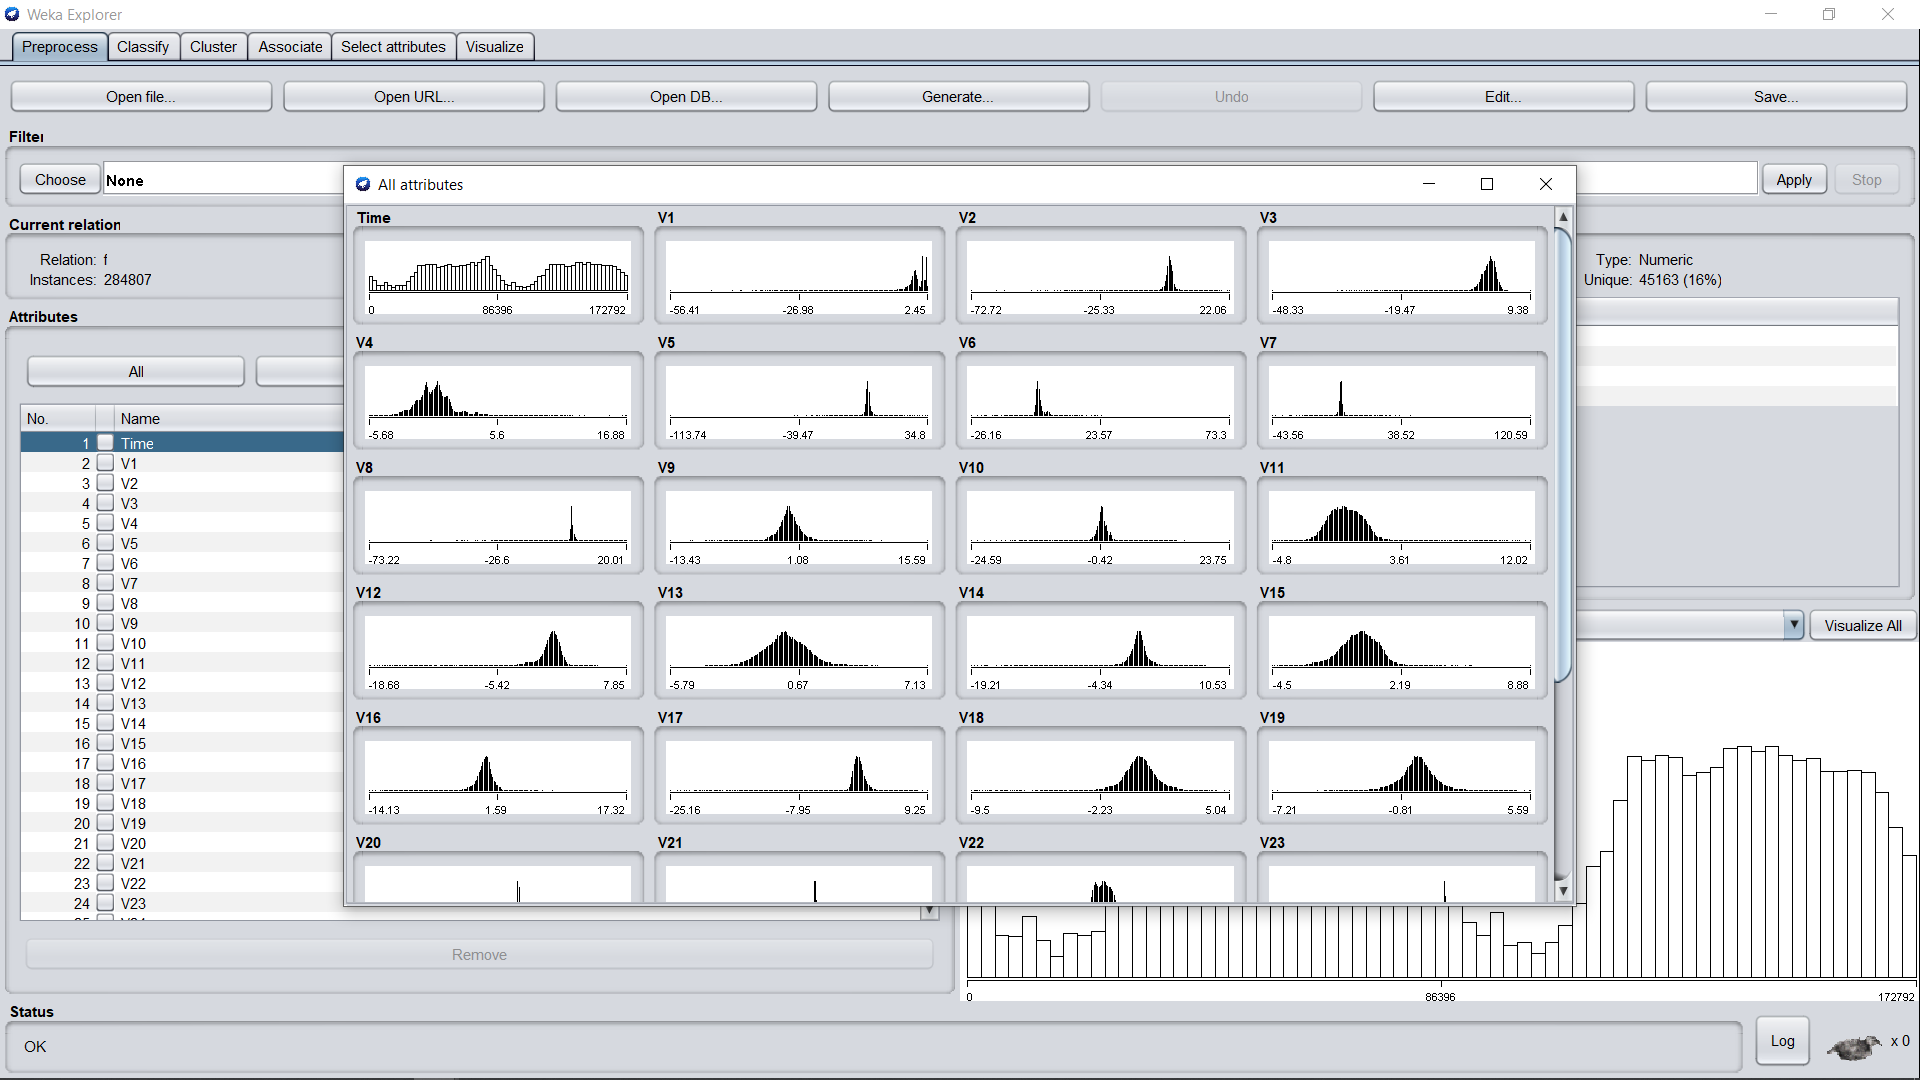 Weka Explorer
Preprocess Classify Cluster Associate Select attributes Visualize
Open file... Open URL... Open DB... Generate... Undo Edit... Save...
Filter
Choose None Apply Stop
All attributes
Current relation
Relation: f
Instances: 284807
Type: Numeric
Unique: 45163 (16%)
Attributes
All
No. Name
1 Time
2 V1
3 V2
4 V3
5 V4
6 V5
7 V6
8 V7
9 V8
10 V9
11 V10
12 V11
13 V12
14 V13
15 V14
16 V15
17 V16
18 V17
19 V18
20 V19
21 V20
22 V21
23 V22
24 V23
Remove
Time V1 V2 V3
0 86396 172792 -56.41 -26.98 2.45 -72.72 -25.33 22.06 -48.33 -19.47 9.38
V4 V5 V6 V7
-5.68 5.6 16.88 -113.74 -39.47 34.8 -26.16 23.57 73.3 -43.56 38.52 120.59
V8 V9 V10 V11
-73.22 -26.6 20.01 -13.43 1.08 15.59 -24.59 -0.42 23.75 -4.8 3.61 12.02
V12 V13 V14 V15
-18.68 -5.42 7.85 -5.79 0.67 7.13 -19.21 -4.34 10.53 -4.5 2.19 8.88
V16 V17 V18 V19
-14.13 1.59 17.32 -25.16 -7.95 9.25 -9.5 -2.23 5.04 -7.21 -0.81 5.59
V20 V21 V22 V23
Visualize All
0 86396 172792
Status
OK
Log x 0